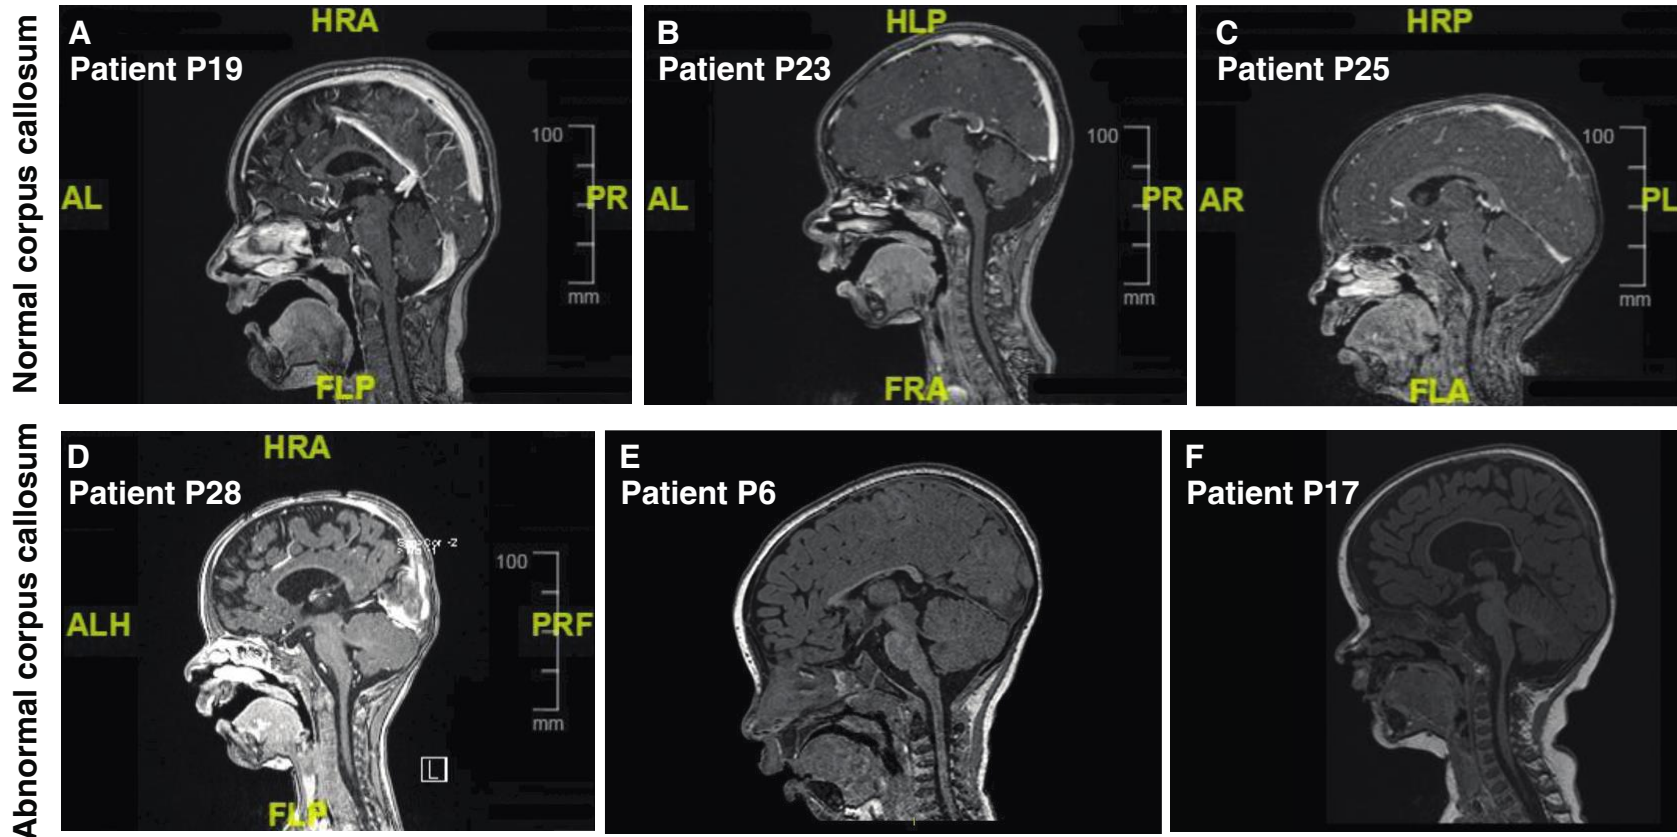 Normal corpus callosum
A
Patient P19
HRA
AL
PR
100
mm
FLP
B
Patient P23
HLP
AL
PR
100
mm
FRA
C
Patient P25
HRP
AR
PL
100
mm
FLA
Abnormal corpus callosum
D
Patient P28
HRA
ALH
PRF
100
mm
L
FLP
E
Patient P6
F
Patient P17